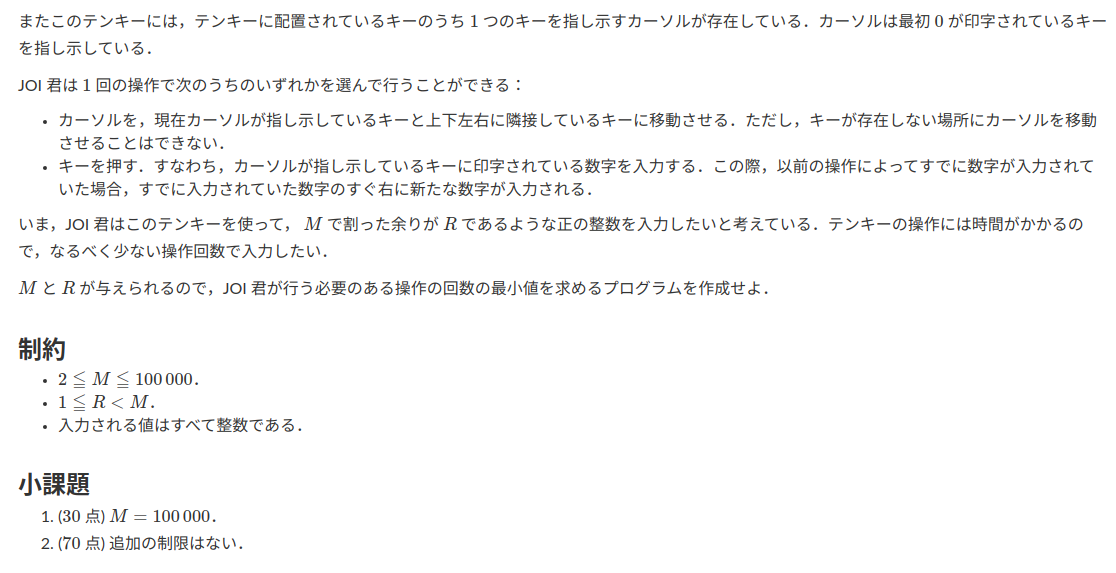 またこのテンキーには，テンキーに配置されているキーのうち 1 つのキーを指し示すカーソルが存在している．カーソルは最初 0 が印字されているキー
を指し示している．
JOI 君は 1 回の操作で次のうちのいずれかを選んで行うことができる：
• カーソルを，現在カーソルが指し示しているキーと上下左右に隣接しているキーに移動させる．ただし，キーが存在しない場所にカーソルを移動
させることはできない．
• キーを押す．すなわち，カーソルが指し示しているキーに印字されている数字を入力する．この際，以前の操作によってすでに数字が入力されて
いた場合，すでに入力されていた数字のすぐ右に新たな数字が入力される．
いま，JOI 君はこのテンキーを使って， M で割った余りが R であるような正の整数を入力したいと考えている．テンキーの操作には時間がかかるの
で，なるべく少ない操作回数で入力したい．
M と R が与えられるので，JOI 君が行う必要のある操作の回数の最小値を求めるプログラムを作成せよ．
制約
• 2 ≦ M ≦ 100 000．
• 1 ≦ R < M．
• 入力される値はすべて整数である．
小課題
1. (30 点) M = 100 000．
2. (70 点) 追加の制限はない．